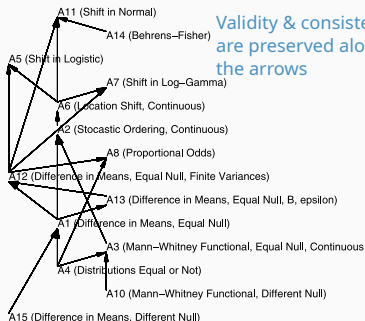 A11 (Shift in Normal)
Validity & consiste
A14 (Behrens–Fisher)
are preserved alo
A5 (Shift in Logistic)
the arrows
A7 (Shift in Log–Gamma)
A6 (Location Shift, Continuous)
A2 (Stocastic Ordering, Continuous)
A8 (Proportional Odds)
A12 (Difference in Means, Equal Null, Finite Variances)
A13 (Difference in Means, Equal Null, B, epsilon)
A1 (Difference in Means, Equal Null)
A3 (Mann–Whitney Functional, Equal Null, Continuous
A4 (Distributions Equal or Not)
A10 (Mann–Whitney Functional, Different Null)
A15 (Difference in Means, Different Null)